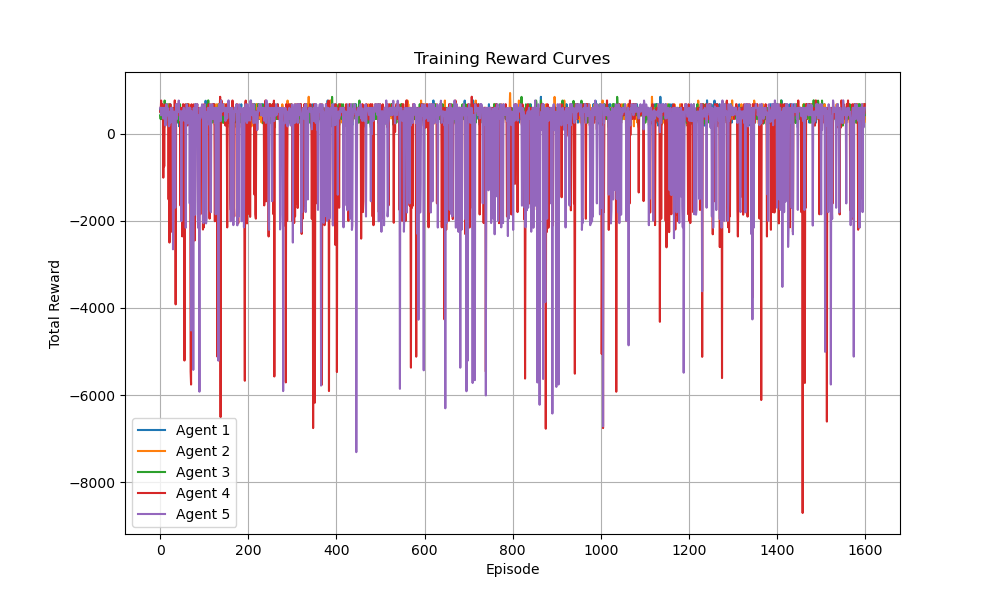 Training Reward Curves
Total Reward
0
−2000
−4000
−6000
−8000
Agent 1
Agent 2
Agent 3
Agent 4
Agent 5
0 200 400 600 800 1000 1200 1400 1600
Episode